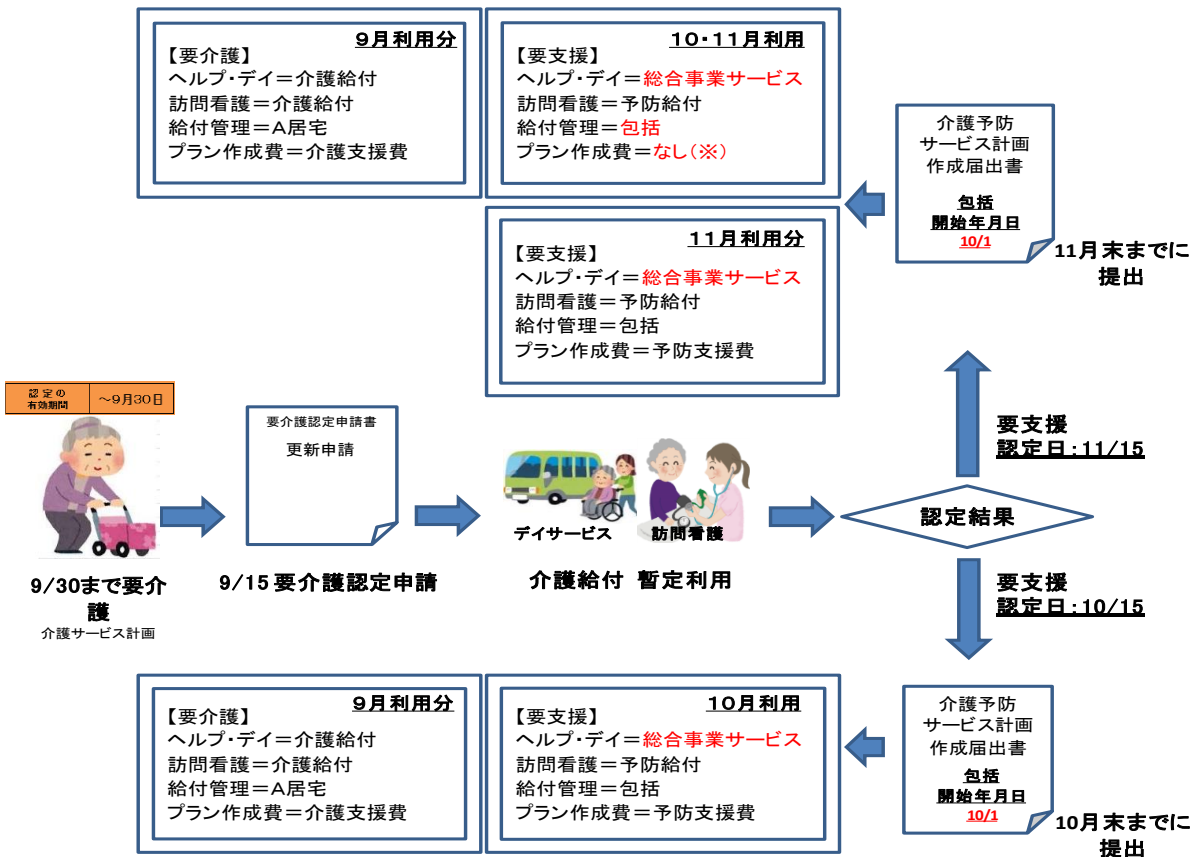 ９月利用分
【要介護】
ヘルプ・デイ＝介護給付
訪問看護＝介護給付
給付管理＝A居宅
プラン作成費＝介護支援費
１０・１１月利用
【要支援】
ヘルプ・デイ＝総合事業サービス
訪問看護＝予防給付
給付管理＝包括
プラン作成費＝なし（※）
介護予防
サービス計画
作成届出書
包括
開始年月日
10/1
11月末までに
提出
１１月利用分
【要支援】
ヘルプ・デイ＝総合事業サービス
訪問看護＝予防給付
給付管理＝包括
プラン作成費＝予防支援費
認定の
有効期間
～9月30日
9/30まで要介
護
介護サービス計画
要介護認定申請書
更新申請
9/15 要介護認定申請
デイサービス
訪問看護
介護給付 暫定利用
認定結果
要支援
認定日：11/15
要支援
認定日：10/15
９月利用分
【要介護】
ヘルプ・デイ＝介護給付
訪問看護＝介護給付
給付管理＝A居宅
プラン作成費＝介護支援費
１０月利用
【要支援】
ヘルプ・デイ＝総合事業サービス
訪問看護＝予防給付
給付管理＝包括
プラン作成費＝予防支援費
介護予防
サービス計画
作成届出書
包括
開始年月日
10/1
10月末までに
提出